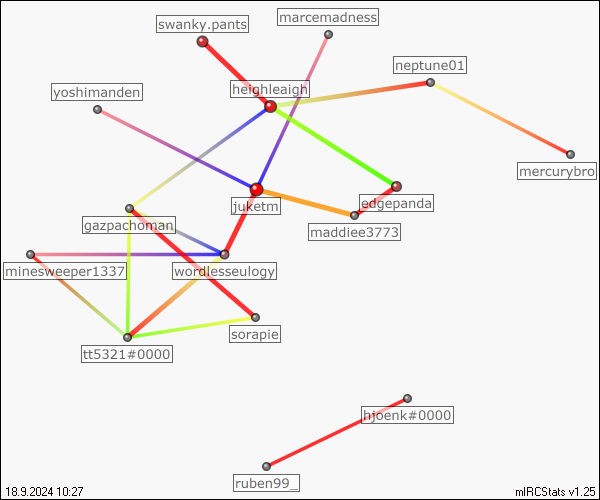 marcemadness
swanky.pants
neptune01
heighleaigh
yoshimanden
mercurybro
edgepanda
juketm
gazpachoman
maddiee3773
minesweeper1337
wordlesseulogy
sorapie
tt5321#0000
hjoenk#0000
ruben99_
18.9.2024 10:27
mIRCStats v1.25